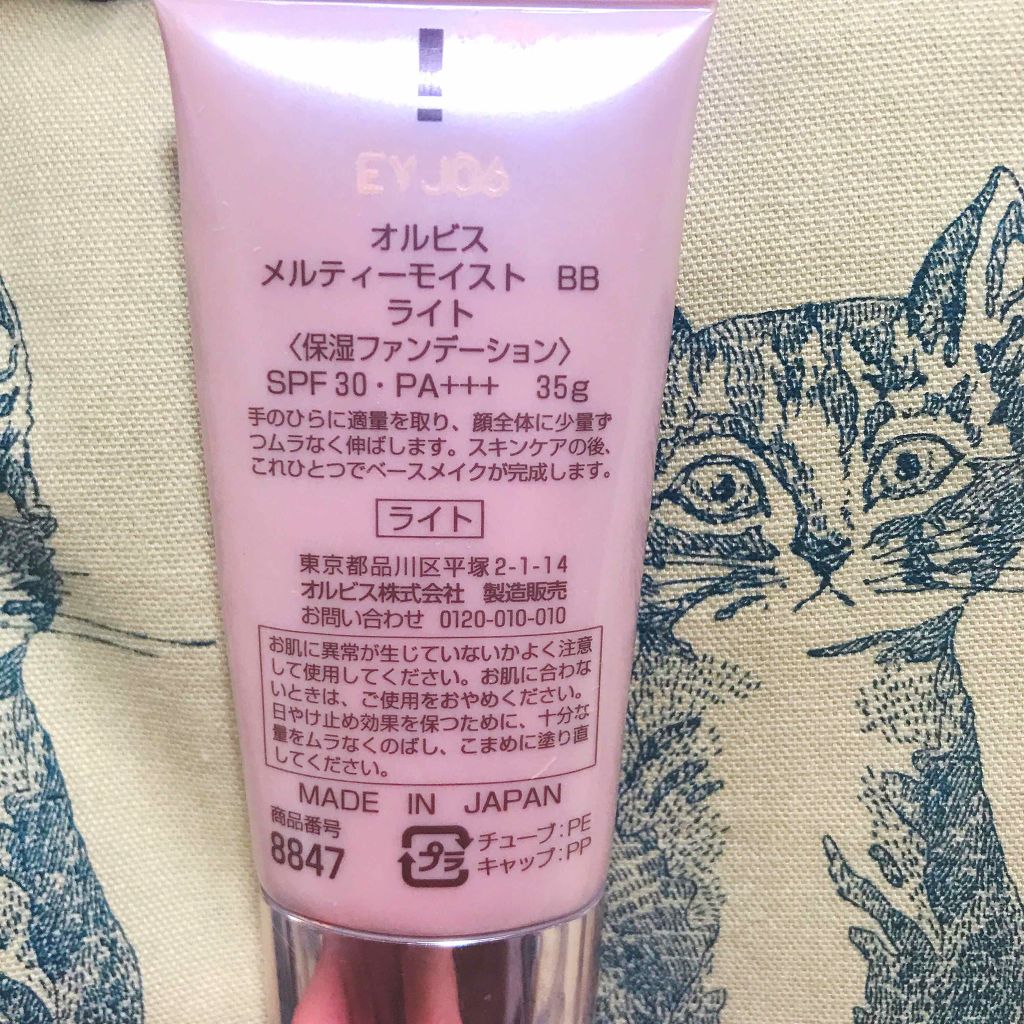 EYJ06
オルビス
メルティーモイスト BB
ライト
〈保湿ファンデーション〉
SPF30・PA+++ 35g
手のひらに適量を取り、顔全体に少量ず
つムラなく伸ばします。スキンケアの後、
これひとつでベースメイクが完成します。
ライト
東京都品川区平塚2-1-14
オルビス株式会社 製造販売
お問い合わせ 0120-010-010
お肌に異常が生じていないかよく注意
して使用してください。お肌に合わな
いときは、ご使用をおやめください。
日やけ止め効果を保つために、十分な
量をムラなくのばし、こまめに塗り直
してください。
MADE IN JAPAN
商品番号
8847
プラ
チューブ:PE
キャップ:PP